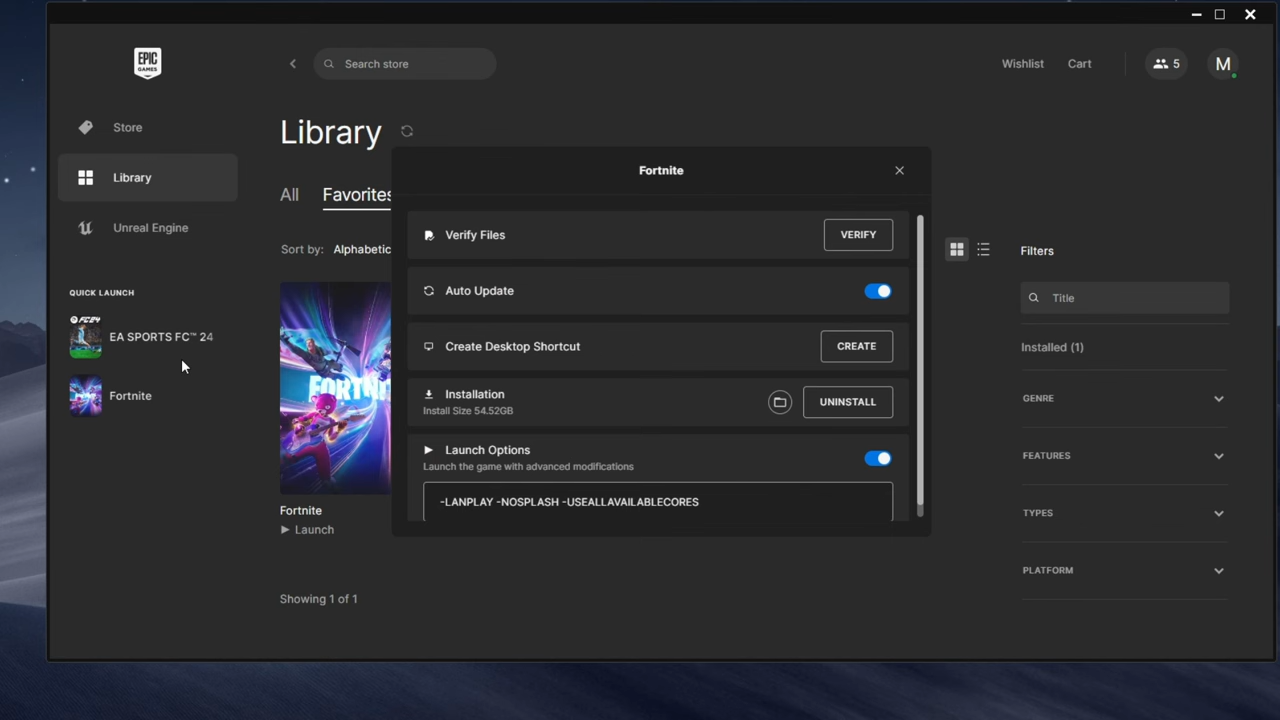 EPIC
GAMES
Search store
Wishlist
Cart
5
M
Store
Library
Unreal Engine
QUICK LAUNCH
EA SPORTS FC™ 24
Fortnite
Library
All
Favorites
Sort by: Alphabetic
Fortnite
Launch
Showing 1 of 1
Fortnite
Verify Files
VERIFY
Auto Update
Create Desktop Shortcut
CREATE
Installation
Install Size 54.52GB
UNINSTALL
Launch Options
Launch the game with advanced modifications
-LANPLAY -NOSPLASH -USEALLAVAILABLECORES
Filters
Title
Installed (1)
GENRE
FEATURES
TYPES
PLATFORM